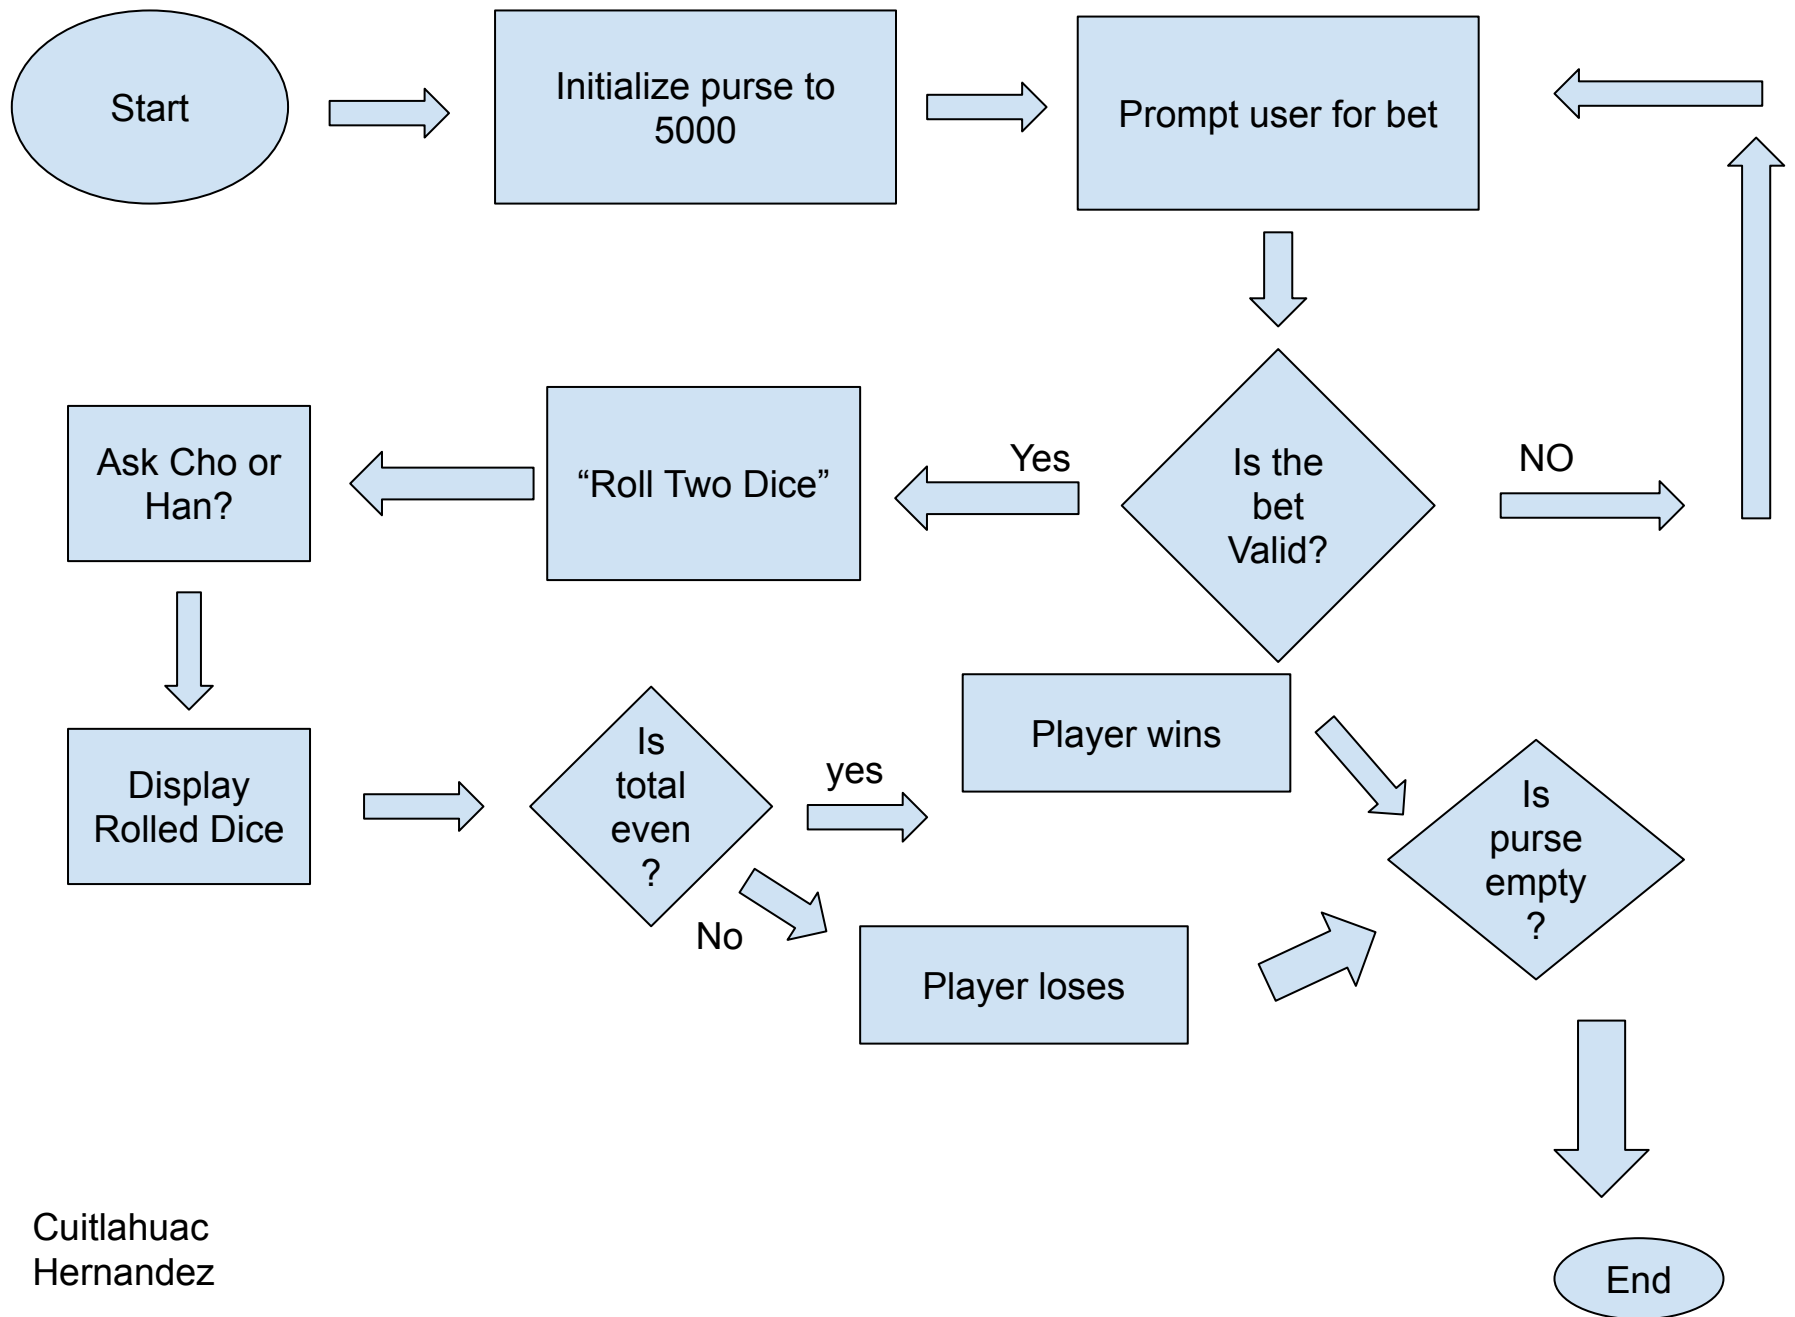 Start
Initialize purse to
5000
Prompt user for bet
Ask Cho or
Han?
“Roll Two Dice”
Yes
Is the
bet
Valid?
NO
Display
Rolled Dice
Is
total
even
?
yes
No
Player wins
Player loses
Is
purse
empty
?
Cuitlahuac
Hernandez
End